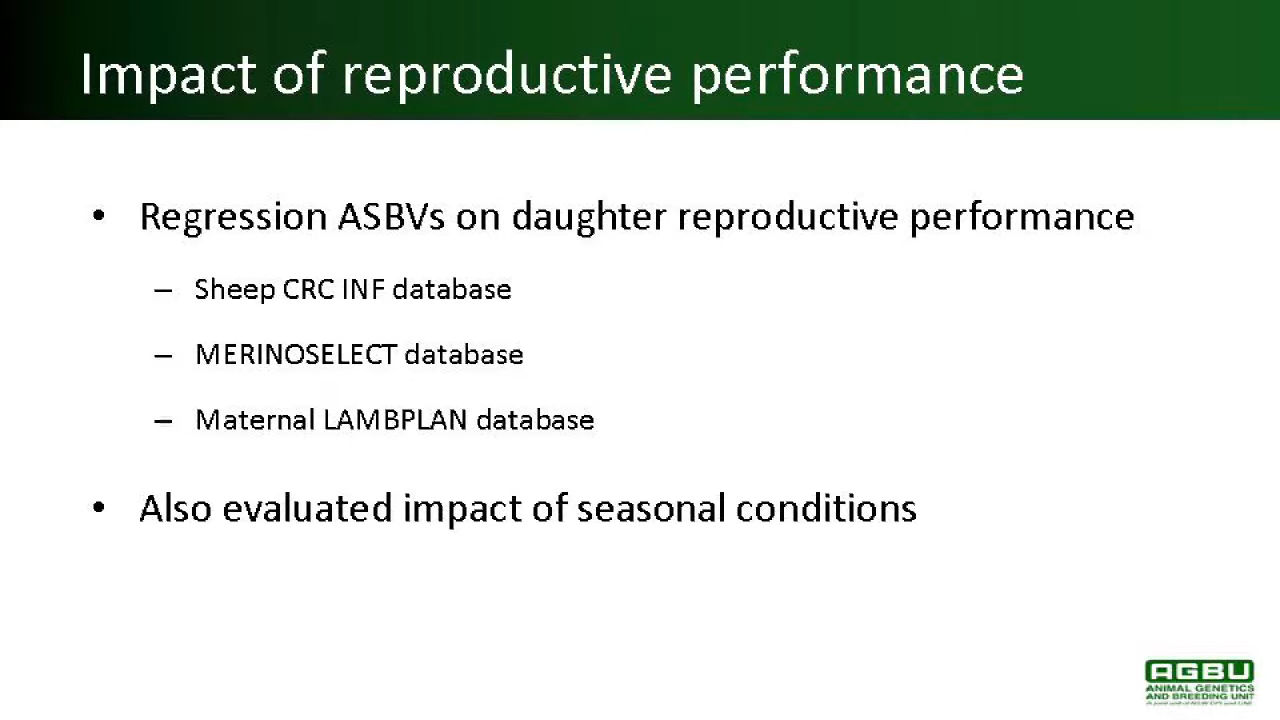 Impact of reproductive performance
• Regression ASBVs on daughter reproductive performance
– Sheep CRC INF database
– MERINOSELECT database
– Maternal LAMBPLAN database
• Also evaluated impact of seasonal conditions
AGBU
ANIMAL GENETICS
AND BREEDING UNIT